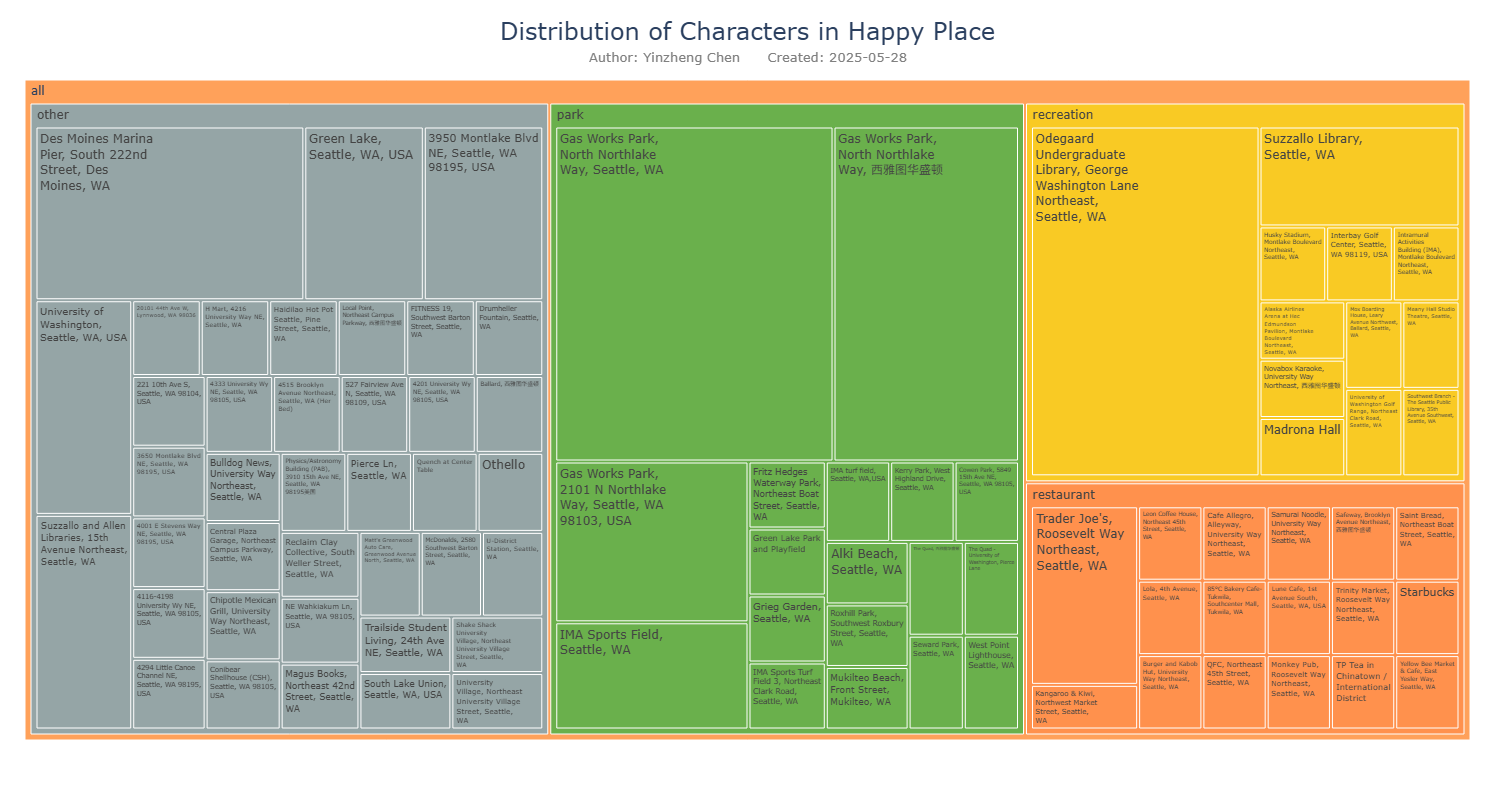 Distribution of Characters in Happy Place
Author: Yinzheng Chen      Created: 2025-05-28
all
other
Des Moines Marina
Pier, South 222nd
Street, Des
Moines, WA
Green Lake,
Seattle, WA, USA
3950 Montlake Blvd
NE, Seattle, WA
98195, USA
University of
Washington,
Seattle, WA, USA
Suzzallo and Allen
Libraries, 15th
Avenue Northeast,
Seattle, WA
20101 44th Ave W,
Lynnwood, WA 98036
H Mart, 4216
University Way NE,
Seattle, WA
Haidilao Hot Pot
Seattle, Pine
Street, Seattle,
WA
Local Point,
Northeast Campus
Parkway, 西雅图华盛顿
FITNESS 19,
Southwest Barton
Street, Seattle,
WA
Drumheller
Fountain, Seattle,
WA
221 10th Ave S,
Seattle, WA 98104,
USA
4333 University Wy
NE, Seattle, WA
98105, USA
4515 Brooklyn
Avenue Northeast,
Seattle, WA (Her
Bed)
527 Fairview Ave
N, Seattle, WA
98109, USA
4201 University Wy
NE, Seattle, WA
98105, USA
Ballard, 西雅图华盛顿
3650 Montlake Blvd
NE, Seattle, WA
98195, USA
Bulldog News,
University Way
Northeast,
Seattle, WA
Physics/Astronomy
Building (PAB),
3910 15th Ave NE,
Seattle, WA
98195美国
Pierce Ln,
Seattle, WA
Quench at Center
Table
Othello
4001 E Stevens Way
NE, Seattle, WA
98195, USA
Central Plaza
Garage, Northeast
Campus Parkway,
Seattle, WA
Reclaim Clay
Collective, South
Weller Street,
Seattle, WA
Matt's Greenwood
Auto Care,
Greenwood Avenue
North, Seattle, WA
McDonalds, 2580
Southwest Barton
Street, Seattle,
WA
U-District
Station, Seattle,
WA
4116-4198
University Wy NE,
Seattle, WA 98105,
USA
Chipotle Mexican
Grill, University
Way Northeast,
Seattle, WA
NE Wahkiakum Ln,
Seattle, WA 98105,
USA
Trailside Student
Living, 24th Ave
NE, Seattle, WA
Shake Shack
University
Village, Northeast
University Village
Street, Seattle,
WA
4294 Little Canoe
Channel NE,
Seattle, WA 98195,
USA
Conibear
Shellhouse (CSH),
Seattle, WA 98105,
USA
Magus Books,
Northeast 42nd
Street, Seattle,
WA
South Lake Union,
Seattle, WA, USA
University
Village, Northeast
University Village
Street, Seattle,
WA
park
Gas Works Park,
North Northlake
Way, Seattle, WA
Gas Works Park,
North Northlake
Way, 西雅图华盛顿
Gas Works Park,
2101 N Northlake
Way, Seattle, WA
98103, USA
IMA Sports Field,
Seattle, WA
Fritz Hedges
Waterway Park,
Northeast Boat
Street, Seattle,
WA
Green Lake Park
and Playfield
Grieg Garden,
Seattle, WA
IMA Sports Turf
Field 3, Northeast
Clark Road,
Seattle, WA
IMA turf field,
Seattle, WA,USA
Kerry Park, West
Highland Drive,
Seattle, WA
Cowen Park, 5849
15th Ave NE,
Seattle, WA 98105,
USA
Alki Beach,
Seattle, WA
The Quad, 西雅图华盛顿
The Quad -
University of
Washington, Pierce
Lane
Roxhill Park,
Southwest Roxbury
Street, Seattle,
WA
Seward Park,
Seattle, WA
West Point
Lighthouse,
Seattle, WA
Mukilteo Beach,
Front Street,
Mukilteo, WA
recreation
Odegaard
Undergraduate
Library, George
Washington Lane
Northeast,
Seattle, WA
Suzzallo Library,
Seattle, WA
Husky Stadium,
Montlake Boulevard
Northeast,
Seattle, WA
Interbay Golf
Center, Seattle,
WA 98119, USA
Intramural
Activities
Building (IMA),
Montlake Boulevard
Northeast,
Seattle, WA
Alaska Airlines
Arena at Hec
Edmundson
Pavilion, Montlake
Boulevard
Northeast,
Seattle, WA
Mox Boarding
House, Leary
Avenue Northwest,
Ballard, Seattle,
WA
Meany Hall Studio
Theatre, Seattle,
WA
Novabox Karaoke,
University Way
Northeast, 西雅图华盛顿
Madrona Hall
University of
Washington Golf
Range, Northeast
Clark Road,
Seattle, WA
Southwest Branch -
The Seattle Public
Library, 35th
Avenue Southwest,
Seattle, WA
restaurant
Trader Joe's,
Roosevelt Way
Northeast,
Seattle, WA
Kangaroo & Kiwi,
Northwest Market
Street, Seattle,
WA
Leon Coffee House,
Northeast 45th
Street, Seattle,
WA
Cafe Allegro,
Alleyway,
University Way
Northeast,
Seattle, WA
Samurai Noodle,
University Way
Northeast,
Seattle, WA
Safeway, Brooklyn
Avenue Northeast,
西雅图华盛顿
Saint Bread,
Northeast Boat
Street, Seattle,
WA
Lola, 4th Avenue,
Seattle, WA
85°C Bakery Cafe-
Tukwila,
Southcenter Mall,
Tukwila, WA
Lune Cafe, 1st
Avenue South,
Seattle, WA, USA
Trinity Market,
Roosevelt Way
Northeast,
Seattle, WA
Starbucks
Burger and Kabob
Hut, University
Way Northeast,
Seattle, WA
QFC, Northeast
45th Street,
Seattle, WA
Monkey Pub,
Roosevelt Way
Northeast,
Seattle, WA
TP Tea in
Chinatown /
International
District
Yellow Bee Market
& Cafe, East
Yesler Way,
Seattle, WA